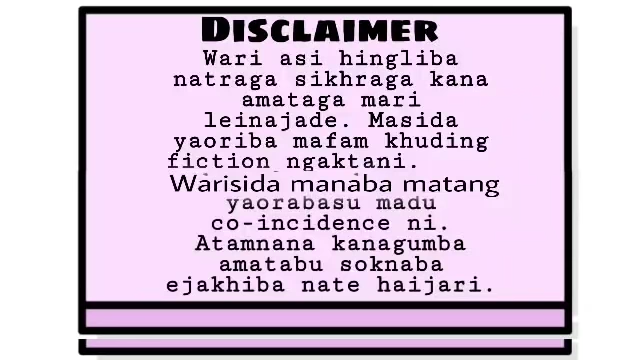 DISCLAIMER
Wari asi hingliba
natraga sikhraga kana
amataga mari
leinajade. Masida
yaoriba mafam khuding
fiction ngaktani.
Warisida manaba matang
yaorabasu madu
co-incidence ni.
Atamnana kanagumba
amatabu soknaba
ejakhiba nate haijari.